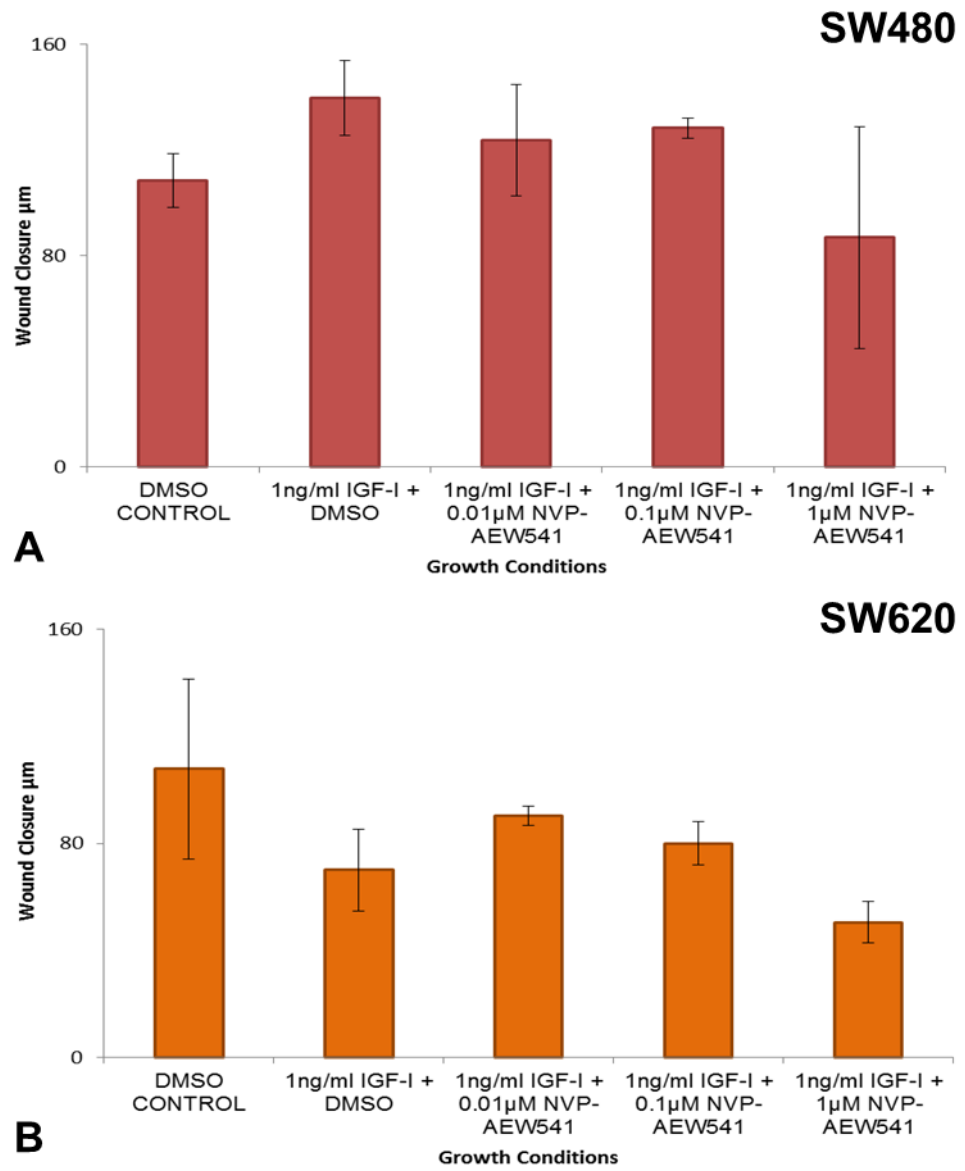 SW480
160
80
0
Wound Closure µm
DMSO
CONTROL
1ng/ml IGF-I +
DMSO
1ng/ml IGF-I +
0.01µM NVP-
AEW541
1ng/ml IGF-I +
0.1µM NVP-
AEW541
1ng/ml IGF-I +
1µM NVP-
AEW541
A
Growth Conditions
SW620
160
80
0
Wound Closure µm
DMSO
CONTROL
1ng/ml IGF-I +
DMSO
1ng/ml IGF-I +
0.01µM NVP-
AEW541
1ng/ml IGF-I +
0.1µM NVP-
AEW541
1ng/ml IGF-I +
1µM NVP-
AEW541
B
Growth Conditions